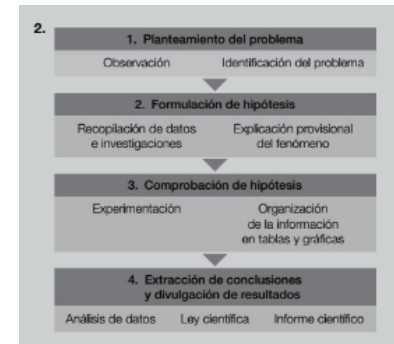 2.
1. Planteamiento del problema
Observación Identificación del problema
2. Formulación de hipótesis
Recopilación de datos Explicación provisional
e investigaciones del fenómeno
3. Comprobación de hipótesis
Experimentación Organización
de la información
en tablas y gráficas
4. Extracción de conclusiones
y divulgación de resultados
Análisis de datos Ley científica Informe científico